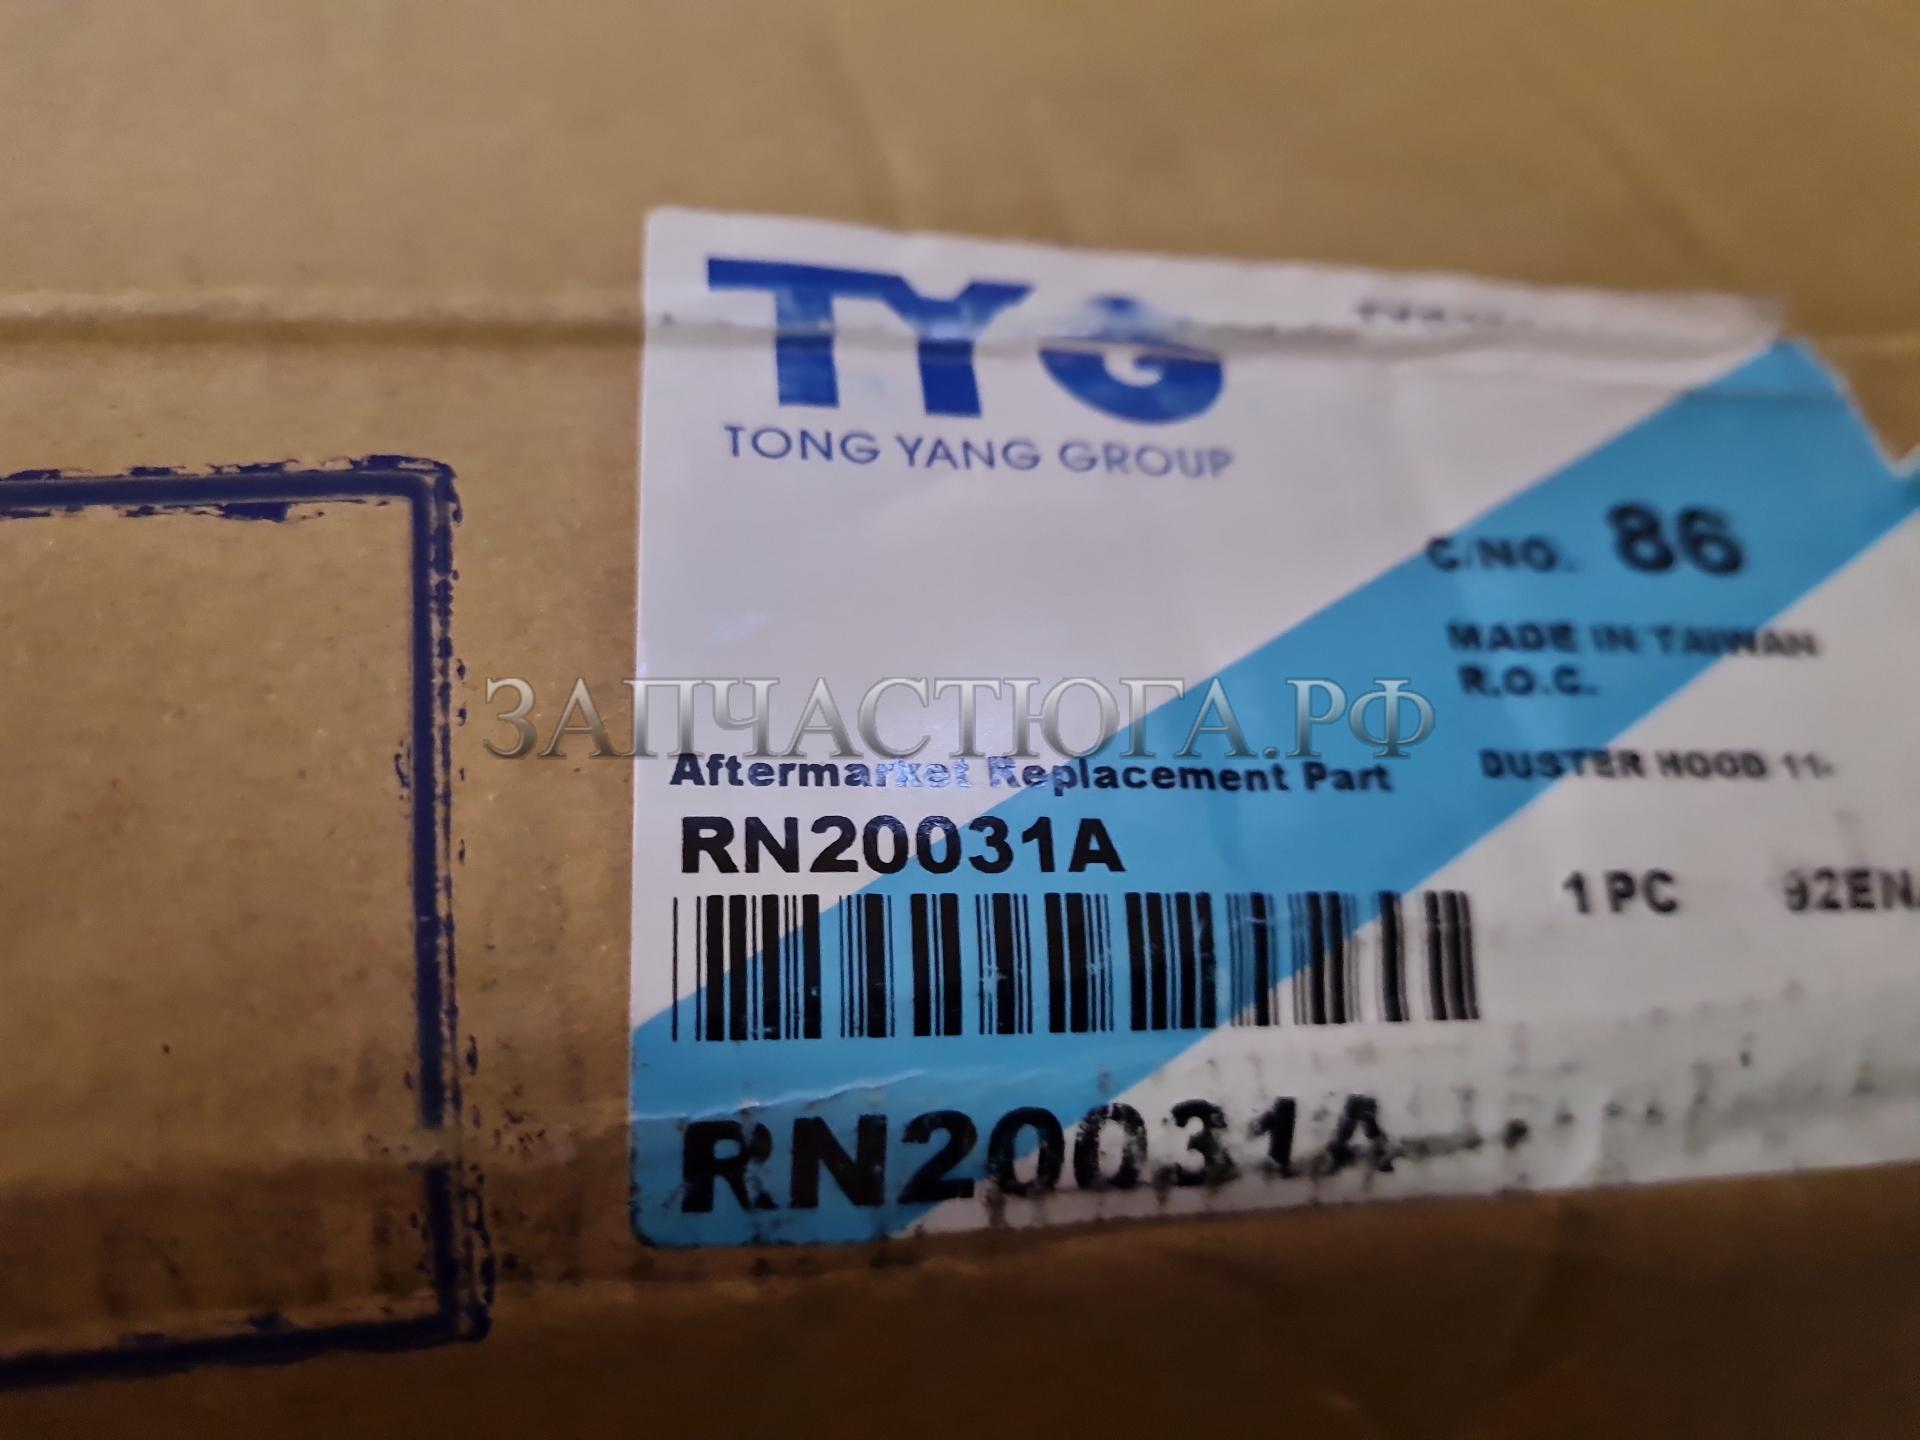 TYG
TONG YANG GROUP
C/NO. 86
MADE IN TAIWAN
R.O.C.
ЗАПЧАСТЮГА.РФ
Aftermarket Replacement Part
DUSTER HOOD 11-
RN20031A
1 PC
RN20031A